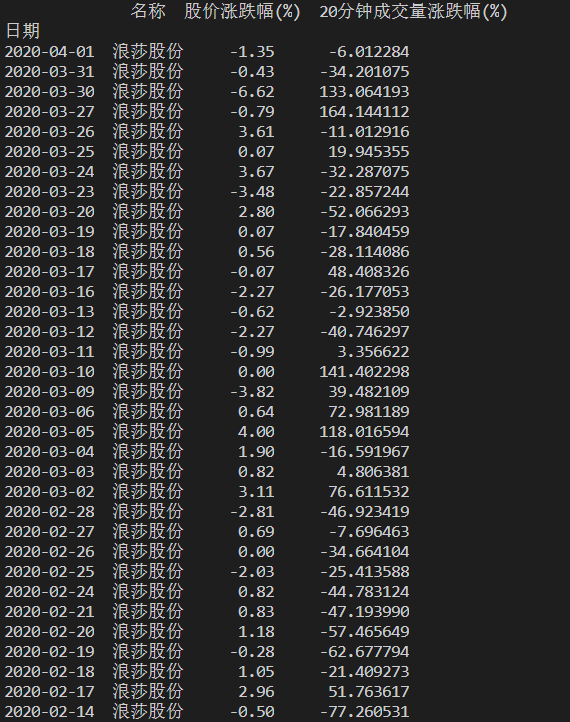 名称 股价涨跌幅(%) 20分钟成交量涨跌幅(%)
日期
2020-04-01 浪莎股份 -1.35 -6.012284
2020-03-31 浪莎股份 -0.43 -34.201075
2020-03-30 浪莎股份 -6.62 133.064193
2020-03-27 浪莎股份 -0.79 164.144112
2020-03-26 浪莎股份 3.61 -11.012916
2020-03-25 浪莎股份 0.07 19.945355
2020-03-24 浪莎股份 3.67 -32.287075
2020-03-23 浪莎股份 -3.48 -22.857244
2020-03-20 浪莎股份 2.80 -52.066293
2020-03-19 浪莎股份 0.07 -17.840459
2020-03-18 浪莎股份 0.56 -28.114086
2020-03-17 浪莎股份 -0.07 48.408326
2020-03-16 浪莎股份 -2.27 -26.177053
2020-03-13 浪莎股份 -0.62 -2.923850
2020-03-12 浪莎股份 -2.27 -40.746297
2020-03-11 浪莎股份 -0.99 3.356622
2020-03-10 浪莎股份 0.00 141.402298
2020-03-09 浪莎股份 -3.82 39.482109
2020-03-06 浪莎股份 0.64 72.981189
2020-03-05 浪莎股份 4.00 118.016594
2020-03-04 浪莎股份 1.90 -16.591967
2020-03-03 浪莎股份 0.82 4.806381
2020-03-02 浪莎股份 3.11 76.611532
2020-02-28 浪莎股份 -2.81 -46.923419
2020-02-27 浪莎股份 0.69 -7.696463
2020-02-26 浪莎股份 0.00 -34.664104
2020-02-25 浪莎股份 -2.03 -25.413588
2020-02-24 浪莎股份 0.82 -44.783124
2020-02-21 浪莎股份 0.83 -47.193990
2020-02-20 浪莎股份 1.18 -57.465649
2020-02-19 浪莎股份 -0.28 -62.677794
2020-02-18 浪莎股份 1.05 -21.409273
2020-02-17 浪莎股份 2.96 51.763617
2020-02-14 浪莎股份 -0.50 -77.260531